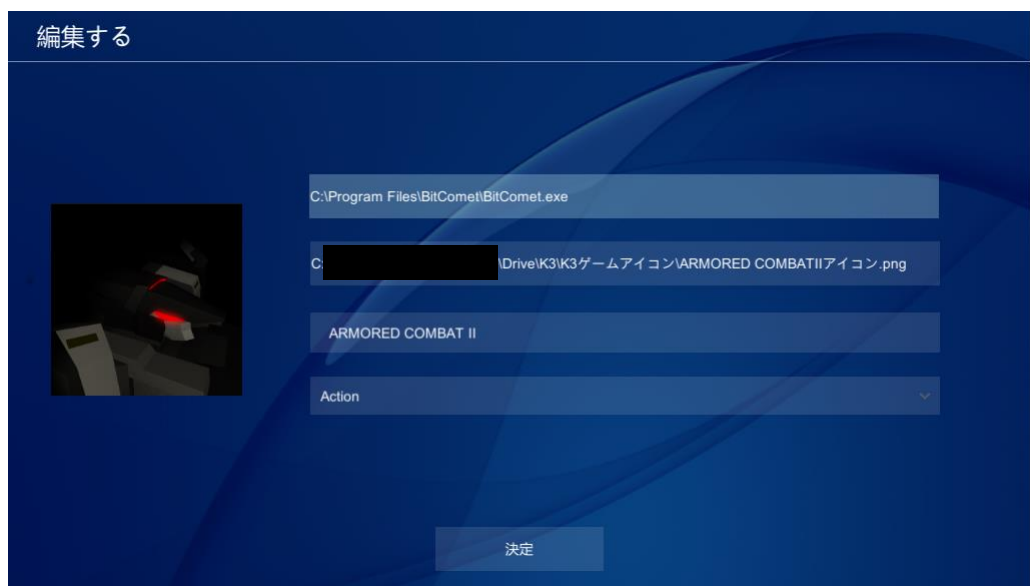 編集する
C:\Program Files\BitComet\BitComet.exe
C:\Drive\K3\K3ゲームアイコン\ARMORED COMBATIIアイコン.png
ARMORED COMBAT II
Action
決定